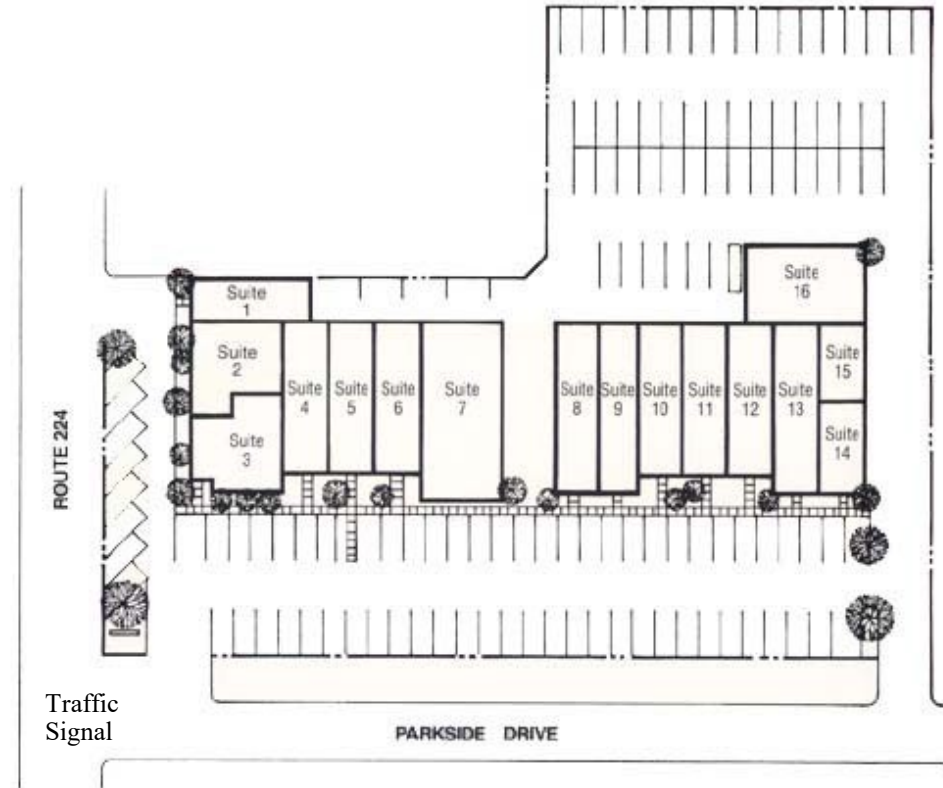 Suite
1
Suite
2
Suite
3
Suite
4
Suite
5
Suite
6
Suite
7
Suite
8
Suite
9
Suite
10
Suite
11
Suite
12
Suite
13
Suite
14
Suite
15
Suite
16
ROUTE 224
Traffic
Signal
PARKSIDE DRIVE